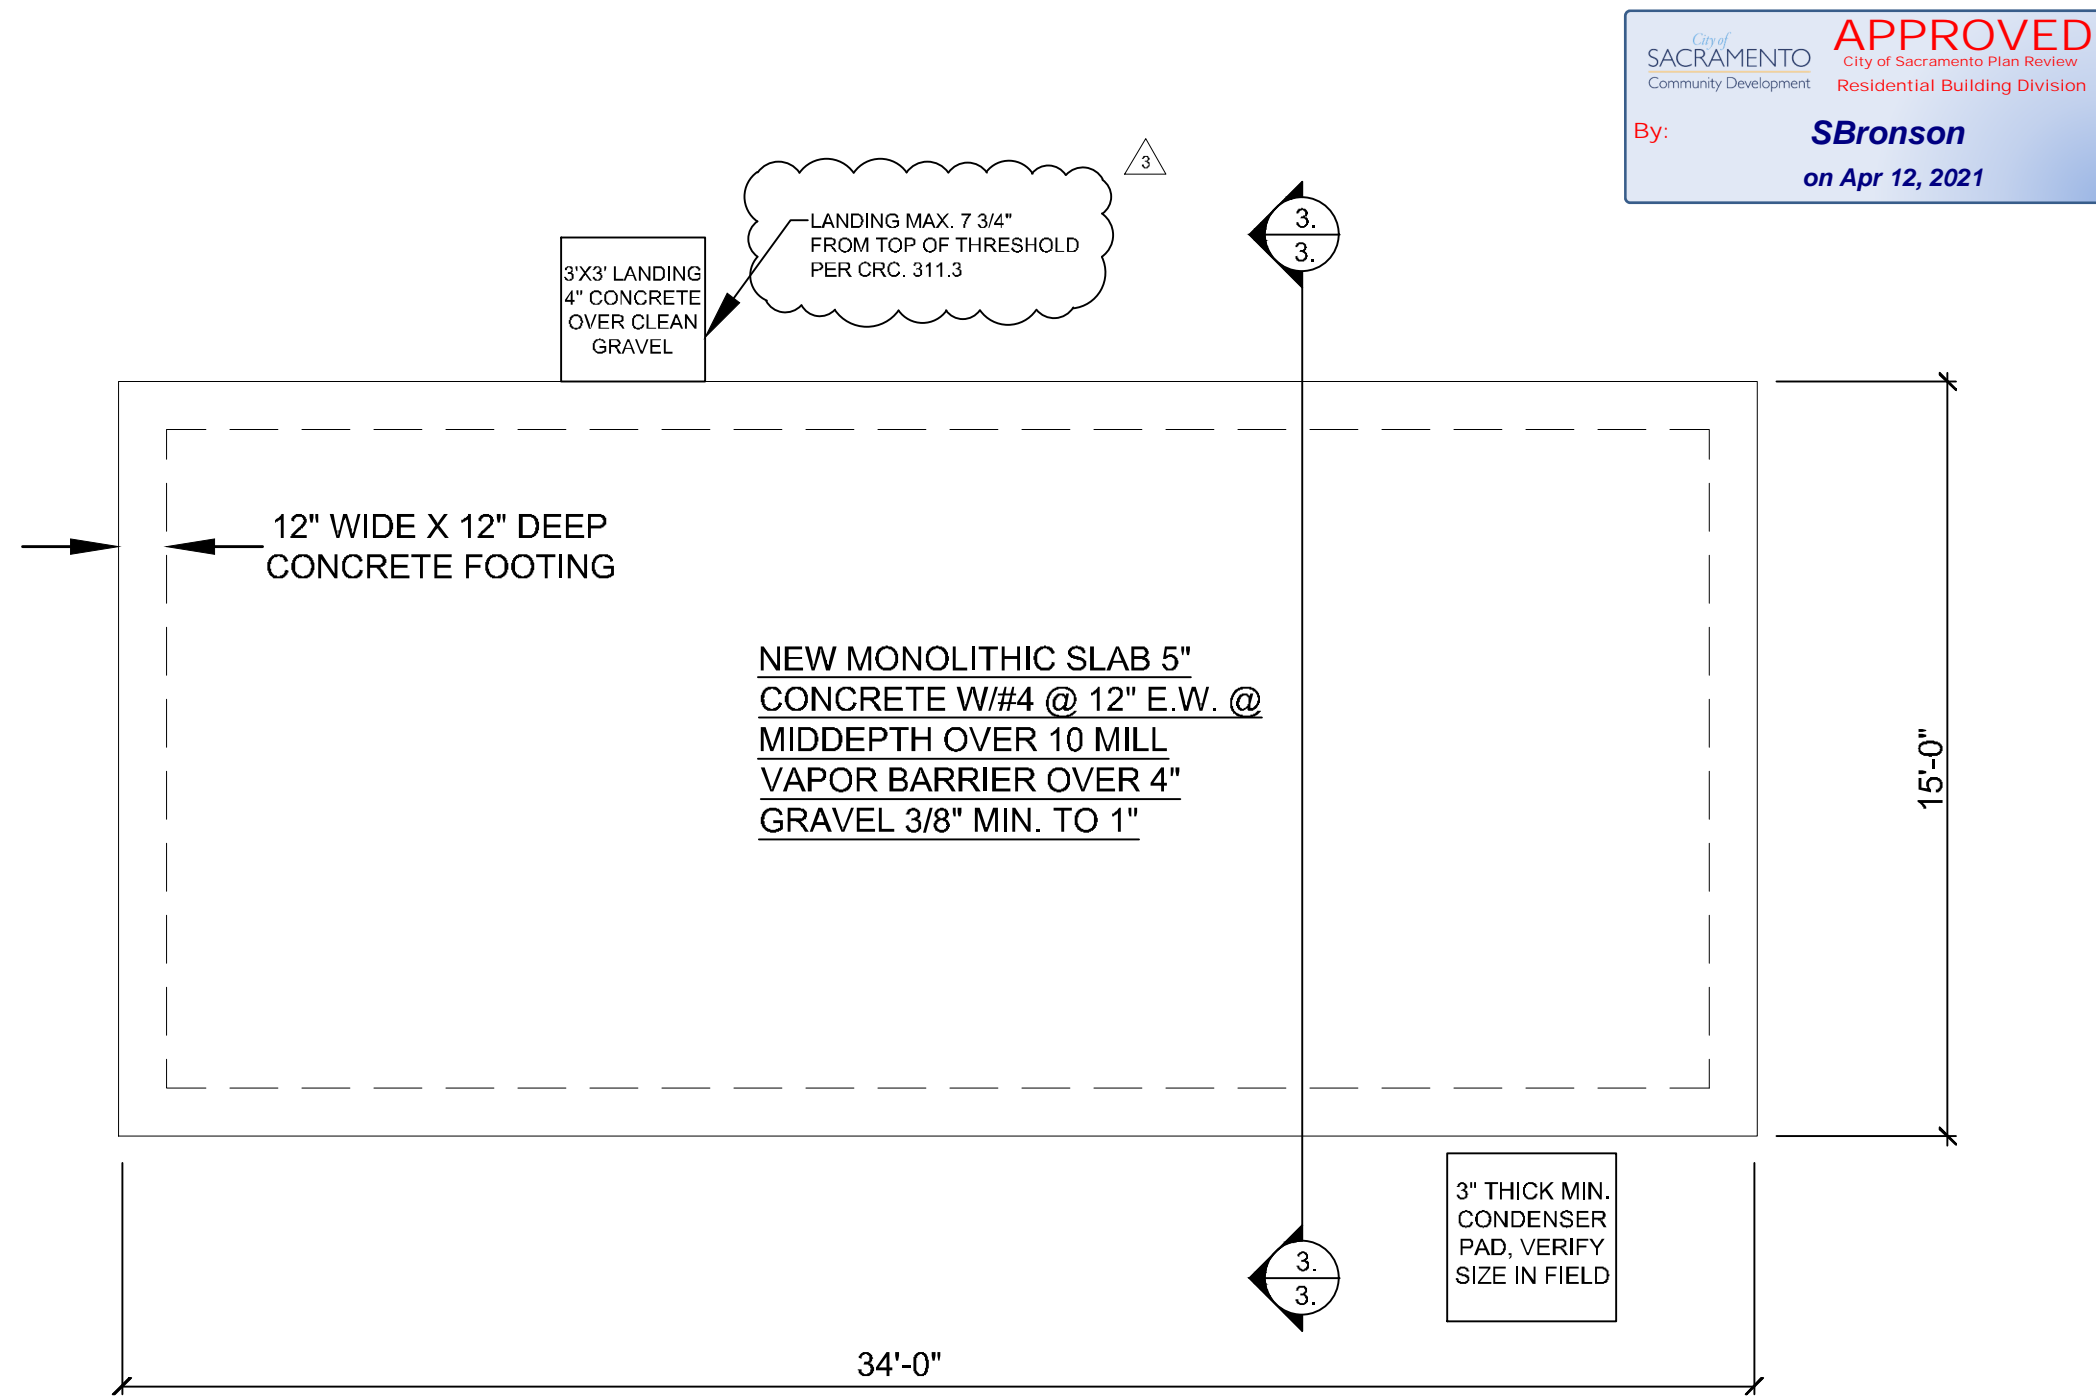 City of
SACRAMENTO
Community Development
APPROVED
City of Sacramento Plan Review
Residential Building Division
By:
SBronson
on Apr 12, 2021
3
LANDING MAX. 7 3/4"
FROM TOP OF THRESHOLD
PER CRC. 311.3
3'X3' LANDING
4" CONCRETE
OVER CLEAN
GRAVEL
3.
3.
12" WIDE X 12" DEEP
CONCRETE FOOTING
NEW MONOLITHIC SLAB 5"
CONCRETE W/#4 @ 12" E.W. @
MIDDEPTH OVER 10 MILL
VAPOR BARRIER OVER 4"
GRAVEL 3/8" MIN. TO 1"
15'-0"
3" THICK MIN.
CONDENSER
PAD, VERIFY
SIZE IN FIELD
3.
3.
34'-0"